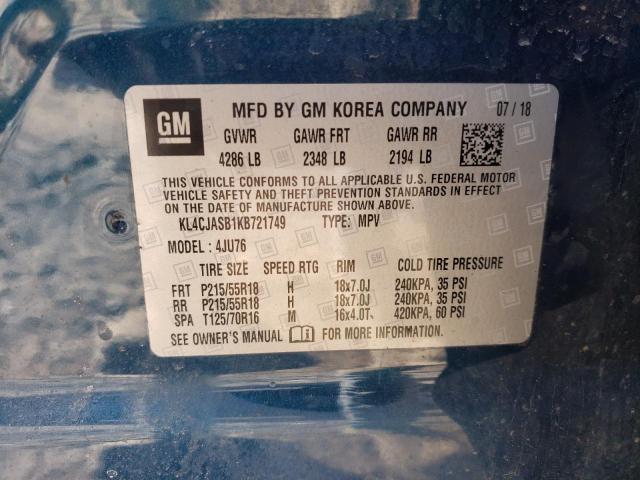 GM MFD BY GM KOREA COMPANY 07/18
GVWR GAWR FRT GAWR RR
4286 LB 2348 LB 2194 LB
THIS VEHICLE CONFORMS TO ALL APPLICABLE U.S. FEDERAL MOTOR
VEHICLE SAFETY AND THEFT PREVENTION STANDARDS IN EFFECT
ON THE DATE OF MANUFACTURE SHOWN ABOVE.
KL4CJASB1KB721749 TYPE: MPV
MODEL : 4JU76
TIRE SIZE SPEED RTG RIM COLD TIRE PRESSURE
FRT P215/55R18 H 18x7.0J 240KPA, 35 PSI
RR P215/55R18 H 18x7.0J 240KPA, 35 PSI
SPA T125/70R16 M 16x4.0T 420KPA, 60 PSI
SEE OWNER'S MANUAL FOR MORE INFORMATION.